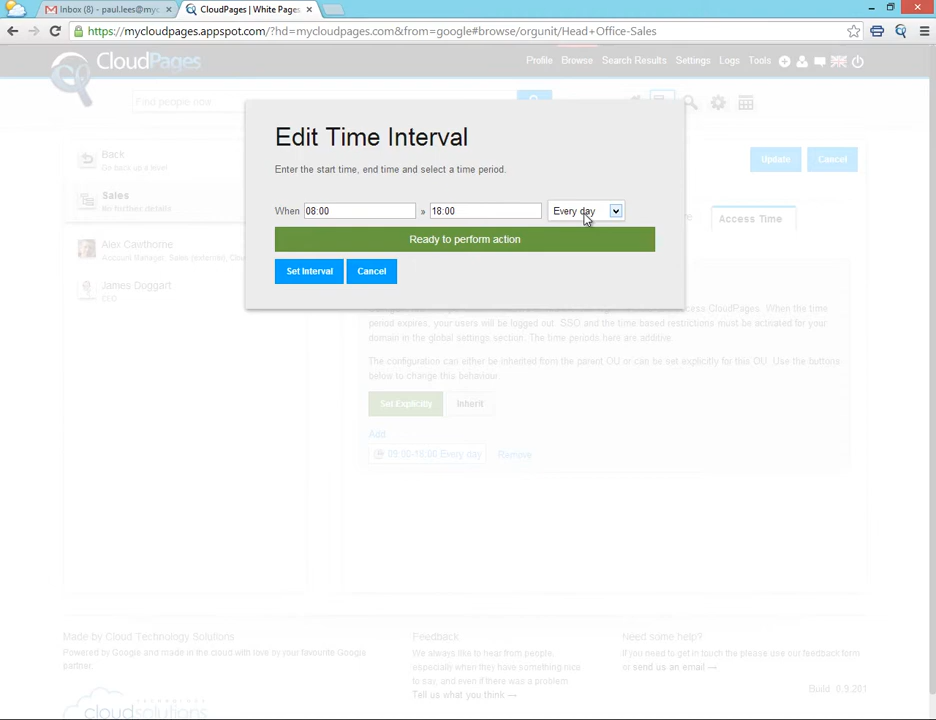 Inbox (8) - paul.lees@myc
CloudPages | White Pages
https://mycloudpages.appspot.com/?hd=mycloudpages.com&from=google#browse/orgunit/Head+Office-Sales
CloudPages
Profile Browse Search Results Settings Logs Tools
Find people now
Edit Time Interval
Enter the start time, end time and select a time period.
When 08:00 » 18:00 Every day
Ready to perform action
Set Interval Cancel
Back
Go back up a level
Sales
No further details
Alex Cawthorne
Account Manager, Sales
James Doggart
CEO
Update Cancel
Access Time
access CloudPages. When the time
period expires, your users will be logged out. SSO and the time based restrictions must be activated for your
domain in the global settings section. The time periods here are additive.
The configuration can either be inherited from the parent OU or can be set explicitly for this OU. Use the buttons
below to change this behaviour
Set Explicitly Inherit
Add
09:00-18:00 Every day Remove
Made by Cloud Technology Solutions
Powered by Google and made in the cloud with love by your favourite Google
partner.
Feedback
We always like to hear from people,
especially when they have something nice
to say, and even if there was a problem.
Tell us what you think →
Need some help?
If you need to get in touch please use our feedback form
or send us an email →
Build 0.9.201
cloudsolutions